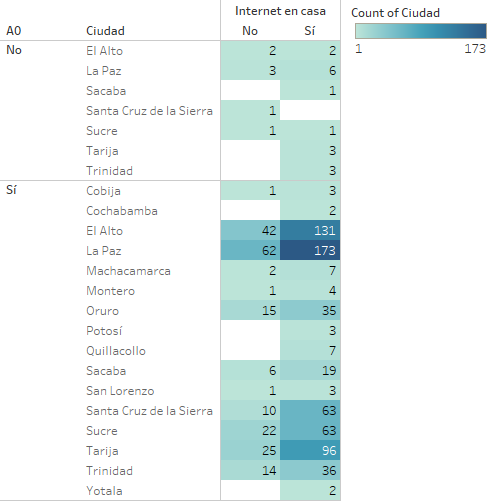 Internet en casa
A0 Ciudad No Sí
No El Alto 2 2
La Paz 3 6
Sacaba 1
Santa Cruz de la Sierra 1
Sucre 1 1
Tarija 3
Trinidad 3
Sí Cobija 1 3
Cochabamba 2
El Alto 42 131
La Paz 62 173
Machacamarca 2 7
Montero 1 4
Oruro 15 35
Potosí 3
Quillacollo 7
Sacaba 6 19
San Lorenzo 1 3
Santa Cruz de la Sierra 10 63
Sucre 22 63
Tarija 25 96
Trinidad 14 36
Yotala 2
Count of Ciudad
1 173